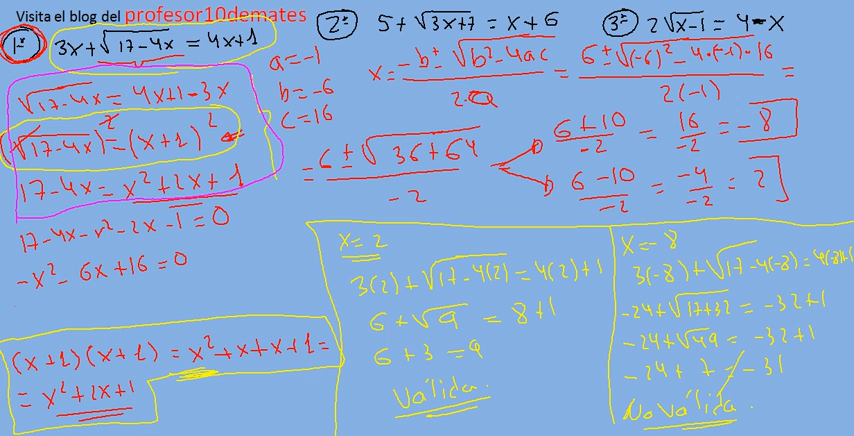 Visita el blog del profesor10demates
1º 3x+√17-4x = 4x+1
√17-4x = 4x+1-3x
(√17-4x)² = (x+1)²
17-4x = x²+2x+1
17-4x-x²-2x-1=0
-x²-6x+16=0
(x+1)(x+1) = x²+x+x+1 =
= x²+2x+1
a=-1
b=-6
c=16
2º 5+√3x+7 = x+6
3º 2√x-1 = 4-x
x= -b±√b²-4ac / 2·a = 6±√(-6)²-4·(-1)·16 / 2(-1) =
= 6±√36+64 / -2
6+10 / -2 = 16 / -2 = -8
6-10 / -2 = -4 / -2 = 2
x=2
3(2)+√17-4(2) = 4(2)+1
6+√9 = 8+1
6+3 = 9
Válida.
x=-8
3(-8)+√17-4(-8) = 4(-8)+1
-24+√17+32 = -32+1
-24+√49 = -32+1
-24+7 = -31
No válida.